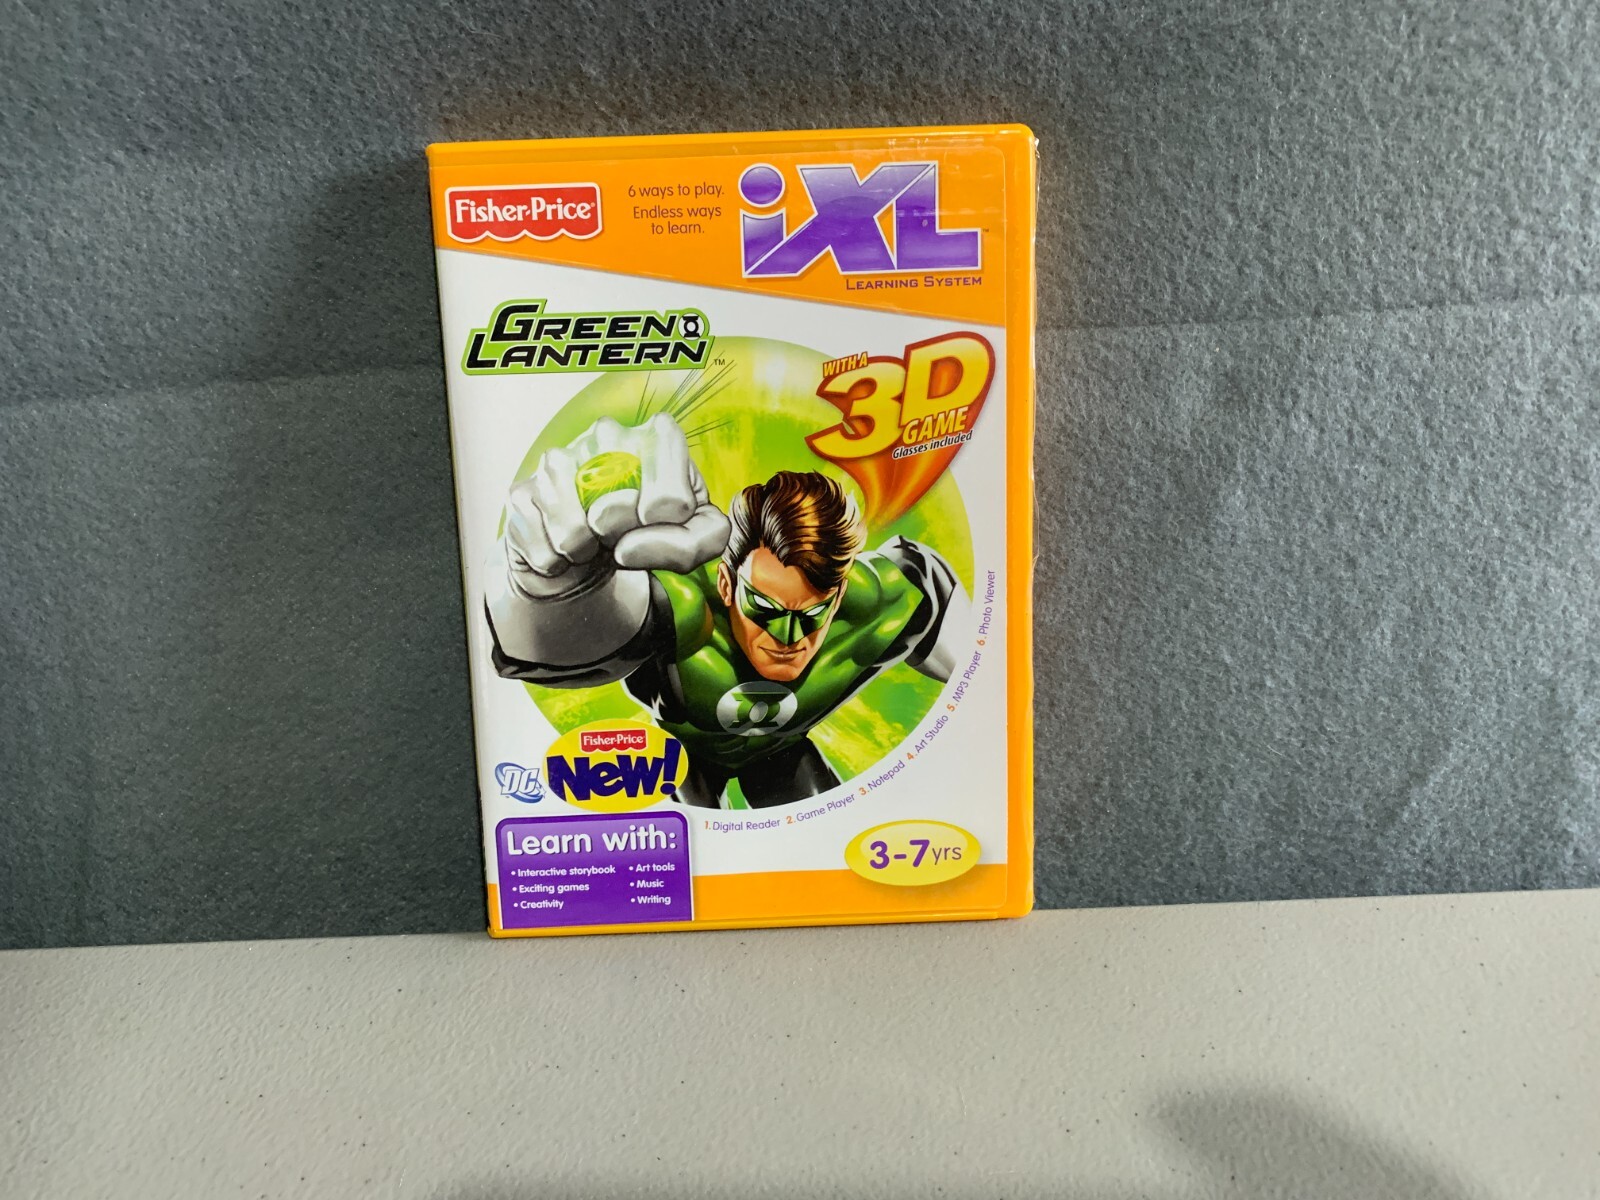 Fisher-Price
6 ways to play.
Endless ways
to learn.
iXL
LEARNING SYSTEM
GREEN
LANTERN™
WITH A
3D
GAME
Glasses included
Fisher-Price
New!
DC
1. Digital Reader 2. Game Player 3. Notepad 4. Art Studio 5. MP3 Player 6. Photo Viewer
3-7 yrs
Learn with:
• Interactive storybook
• Exciting games
• Creativity
• Art tools
• Music
• Writing